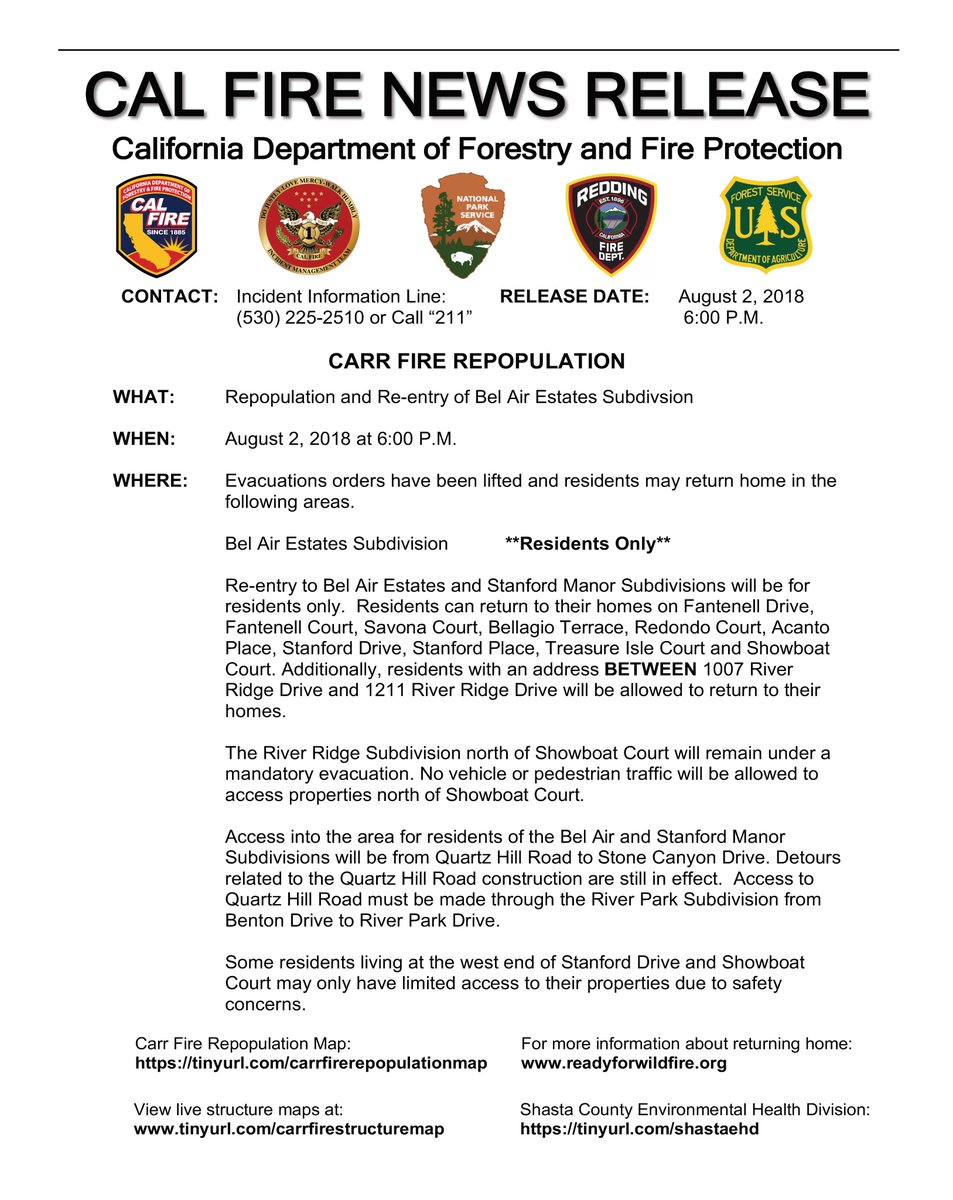 CAL FIRE NEWS RELEASE
California Department of Forestry and Fire Protection
CALIFORNIA DEPARTMENT OF
FORESTRY & FIRE PROTECTION
CAL
FIRE
SINCE 1885
DO JUSTLY-LOVE MERCY-WALK HUMBLY
1
CAL FIRE
INCIDENT MANAGEMENT TEAM
NATIONAL
PARK
SERVICE
REDDING
EST. 1886
CALIFORNIA
FIRE
DEPT.
FOREST SERVICE
U S
DEPARTMENT OF AGRICULTURE
CONTACT: Incident Information Line: RELEASE DATE: August 2, 2018
(530) 225-2510 or Call “211” 6:00 P.M.
CARR FIRE REPOPULATION
WHAT: Repopulation and Re-entry of Bel Air Estates Subdivsion
WHEN: August 2, 2018 at 6:00 P.M.
WHERE: Evacuations orders have been lifted and residents may return home in the
following areas.
Bel Air Estates Subdivision **Residents Only**
Re-entry to Bel Air Estates and Stanford Manor Subdivisions will be for
residents only. Residents can return to their homes on Fantenell Drive,
Fantenell Court, Savona Court, Bellagio Terrace, Redondo Court, Acanto
Place, Stanford Drive, Stanford Place, Treasure Isle Court and Showboat
Court. Additionally, residents with an address BETWEEN 1007 River
Ridge Drive and 1211 River Ridge Drive will be allowed to return to their
homes.
The River Ridge Subdivision north of Showboat Court will remain under a
mandatory evacuation. No vehicle or pedestrian traffic will be allowed to
access properties north of Showboat Court.
Access into the area for residents of the Bel Air and Stanford Manor
Subdivisions will be from Quartz Hill Road to Stone Canyon Drive. Detours
related to the Quartz Hill Road construction are still in effect. Access to
Quartz Hill Road must be made through the River Park Subdivision from
Benton Drive to River Park Drive.
Some residents living at the west end of Stanford Drive and Showboat
Court may only have limited access to their properties due to safety
concerns.
Carr Fire Repopulation Map: For more information about returning home:
https://tinyurl.com/carrfirerepopulationmap www.readyforwildfire.org
View live structure maps at: Shasta County Environmental Health Division:
www.tinyurl.com/carrfirestructuremap https://tinyurl.com/shastaehd